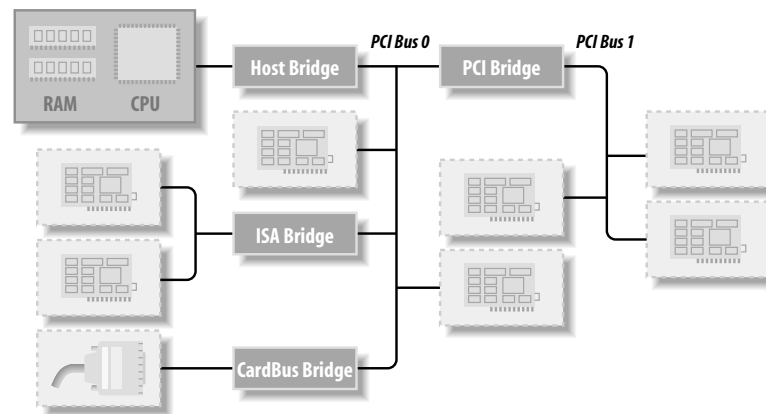 PCI Bus 0
PCI Bus 1
Host Bridge
PCI Bridge
RAM
CPU
ISA Bridge
CardBus Bridge